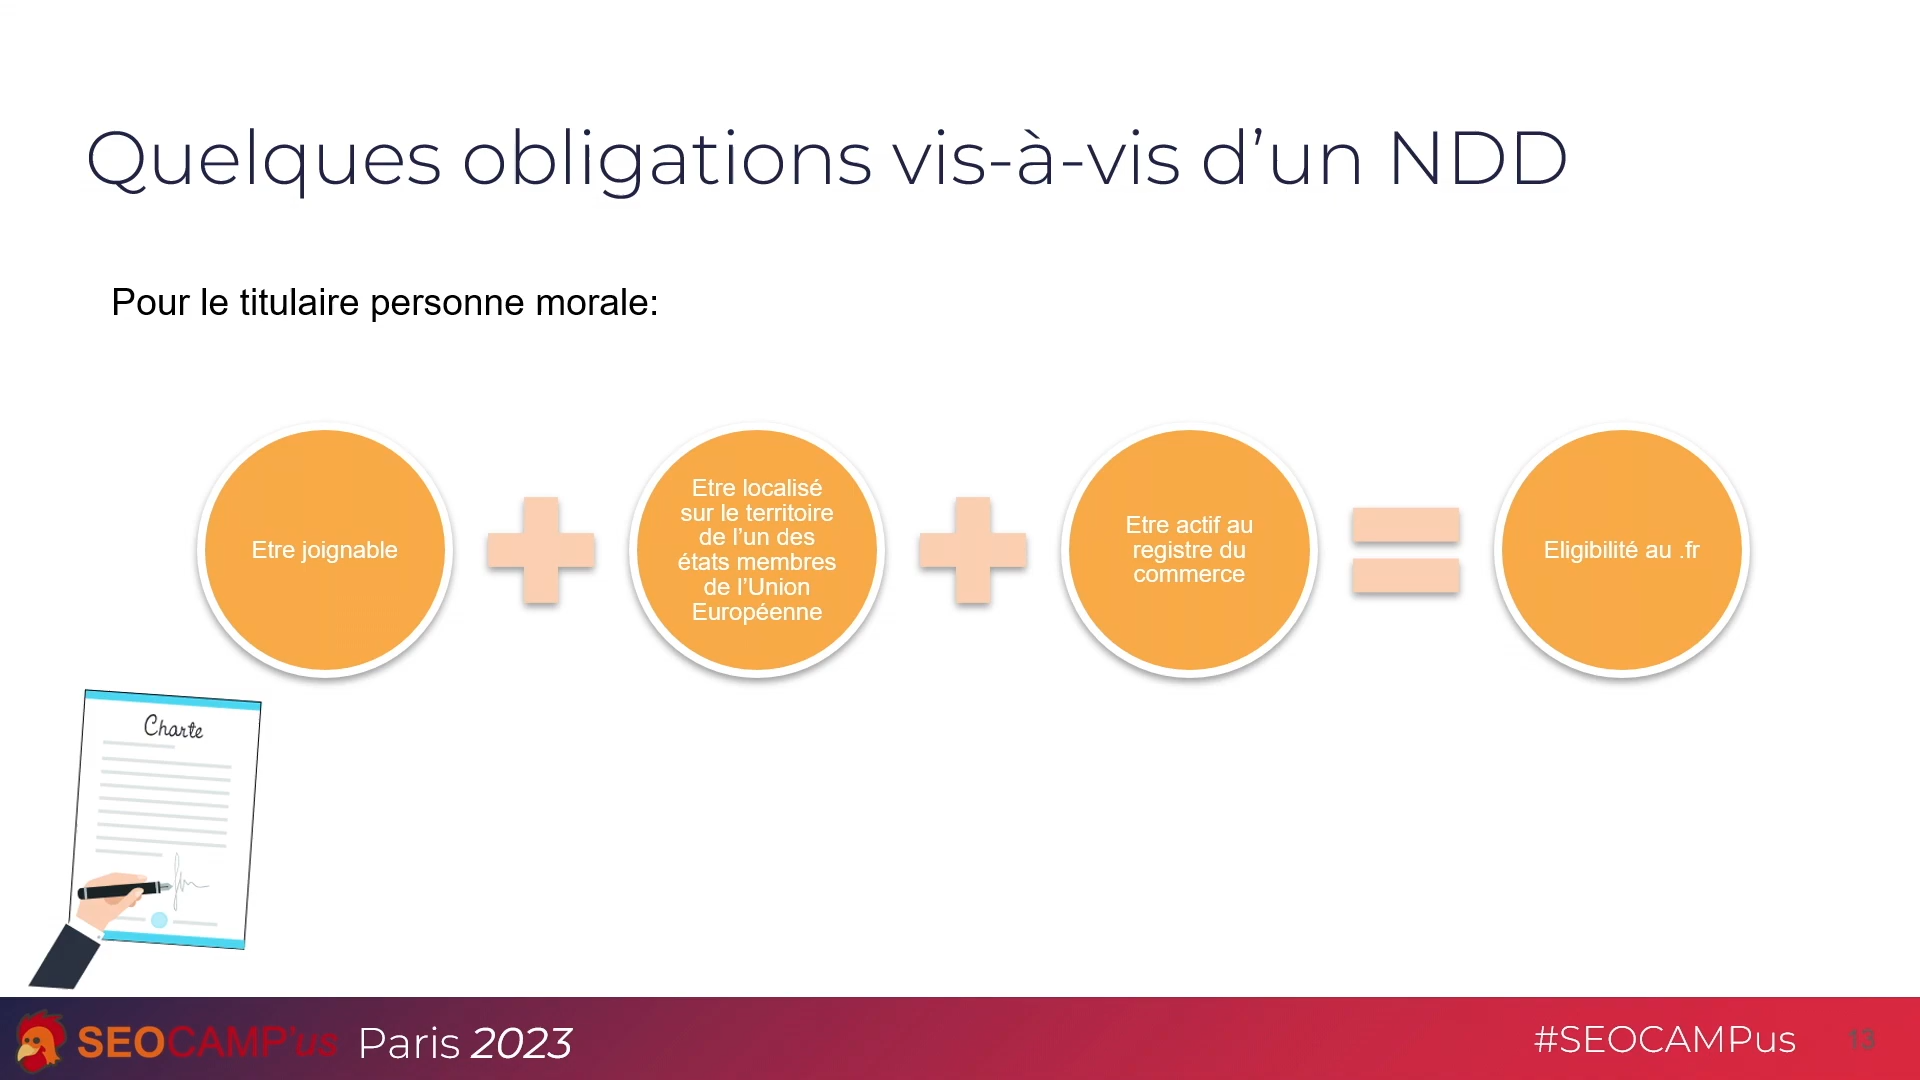 Quelques obligations vis-à-vis d’un NDD
Pour le titulaire personne morale:
Etre joignable
Etre localisé
sur le territoire
de l’un des
états membres
de l’Union
Européenne
Etre actif au
registre du
commerce
Eligibilité au .fr
Charte
SEOCAMP'us Paris 2023
#SEOCAMPus
13